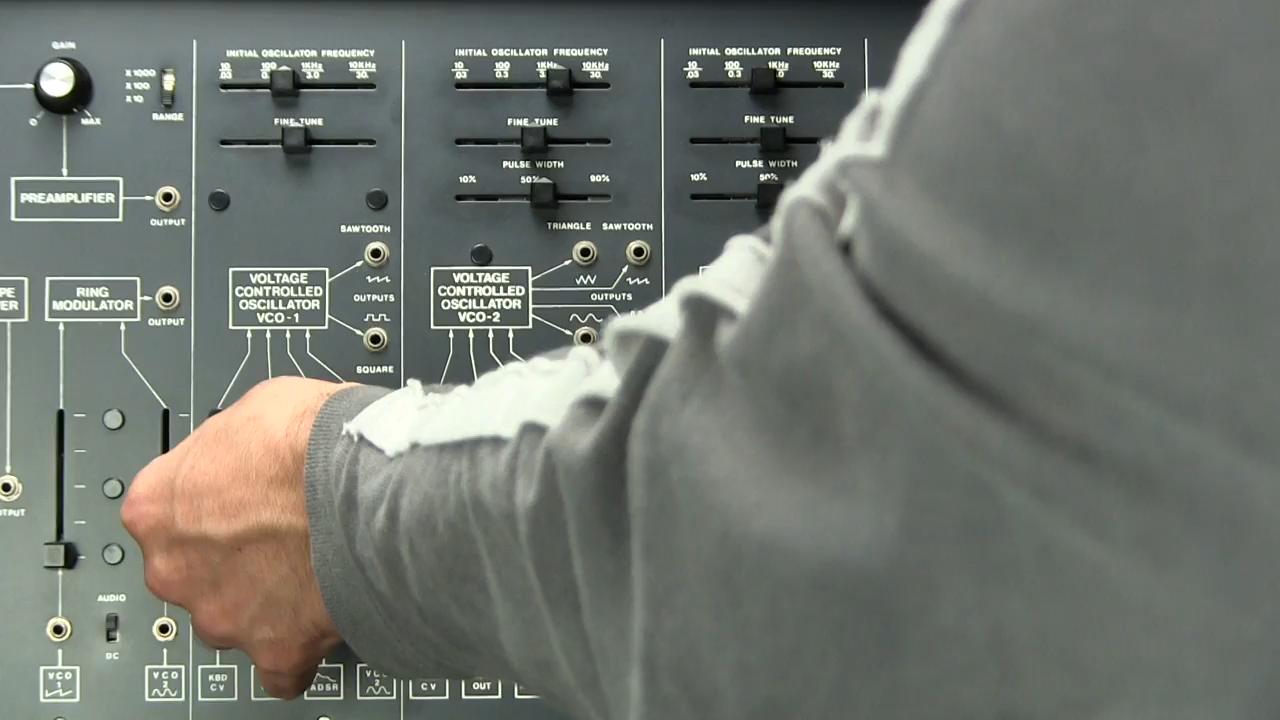 GAIN
O
MAX
X 1000
X 100
X 10
RANGE
PREAMPLIFIER
OUTPUT
RING
MODULATOR
OUTPUT
AUDIO
DC
VCO
1
VCO
2
INITIAL OSCILLATOR FREQUENCY
10 100 1KHz 10KHz
.03 3.0 30.
FINE TUNE
SAWTOOTH
VOLTAGE
CONTROLLED
OSCILLATOR
VCO-1
OUTPUTS
SQUARE
KBD
CV
ADSR
INITIAL OSCILLATOR FREQUENCY
10 100 10KHz
.03 0.3 30.
FINE TUNE
PULSE WIDTH
10% 50% 90%
TRIANGLE SAWTOOTH
VOLTAGE
CONTROLLED
OSCILLATOR
VCO-2
OUTPUTS
CV
OUT
INITIAL OSCILLATOR FREQUENCY
10 100 1KHz 10KHz
.03 0.3 30.
FINE TUNE
PULSE WIDTH
10% 50%